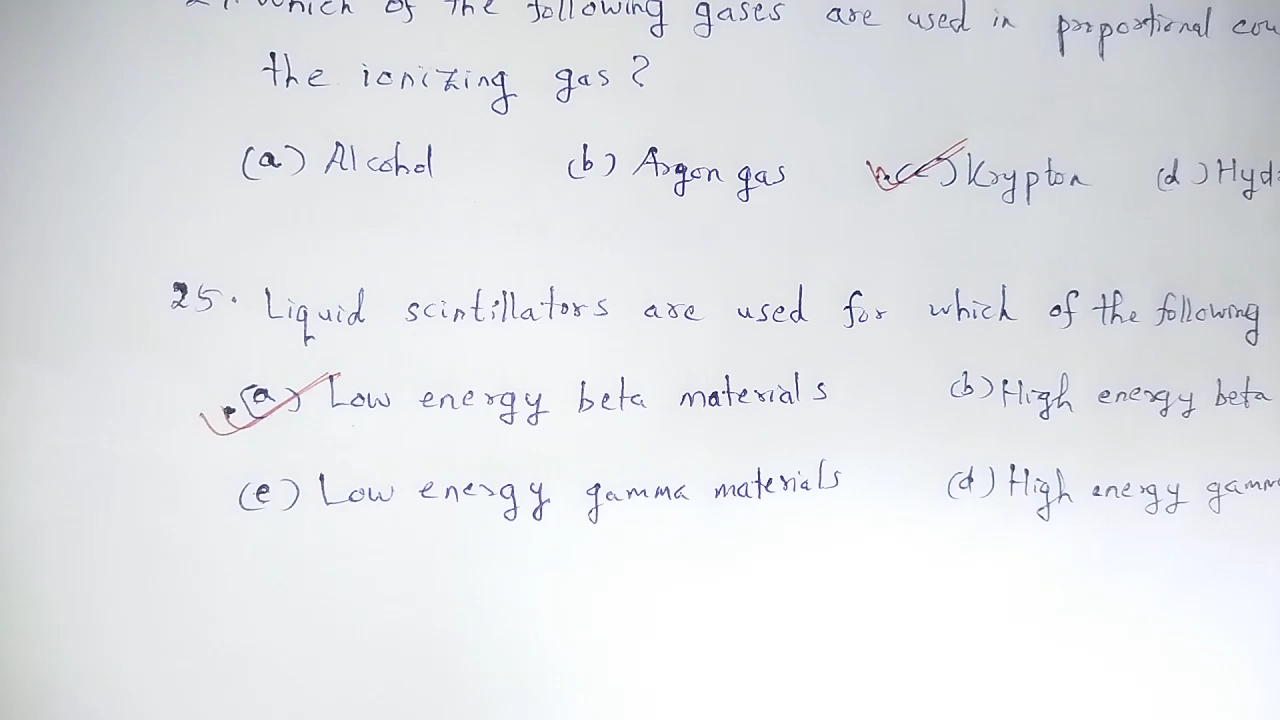 Which of the following gases are used in proportional cou
the ionizing gas?
(a) Alcohol (b) Argon gas (c) Krypton (d) Hyd
25. Liquid scintillators are used for which of the following
(a) Low energy beta materials (b) High energy beta
(c) Low energy gamma materials (d) High energy gamm